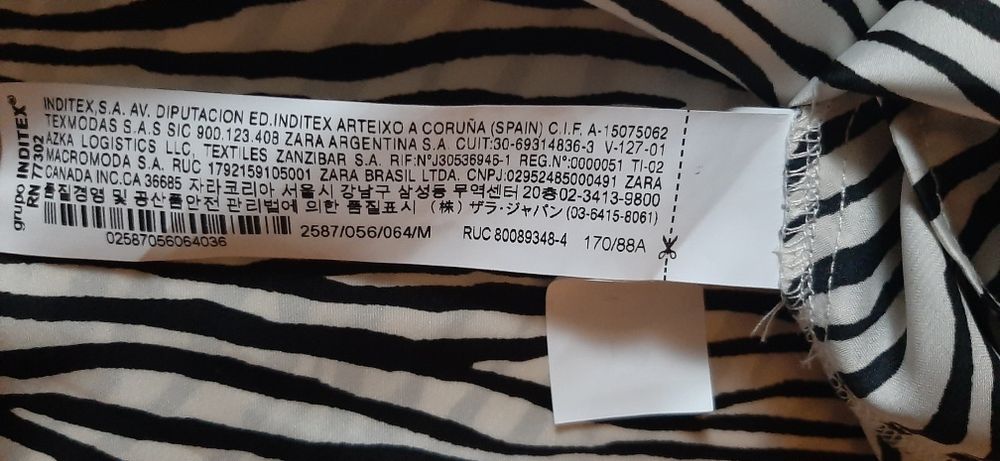 grupo INDITEX®
RN 77302
INDITEX,S.A. AV. DIPUTACION ED.INDITEX ARTEIXO A CORUÑA (SPAIN) C.I.F. A-15075062
TEXMODAS S.A.S SIC 900.123.408 ZARA ARGENTINA S.A. CUIT:30-69314836-3 V-127-01
AZKA LOGISTICS LLC, TEXTILES ZANZIBAR S.A. RIF:NºJ30536945-1 REG.Nº:0000051 TI-02
MACROMODA S.A. RUC 1792159105001 ZARA BRASIL LTDA. CNPJ:02952485000491 ZARA
CANADA INC.CA 36685 자라코리아 서울시 강남구 삼성동 무역센터 20층02-3413-9800
품질경영 및 공산품안전 관리법에 의한 품질표시 (株) ザラ・ジャパン (03-6415-8061)
02587056064036
2587/056/064/M
RUC 80089348-4
170/88A